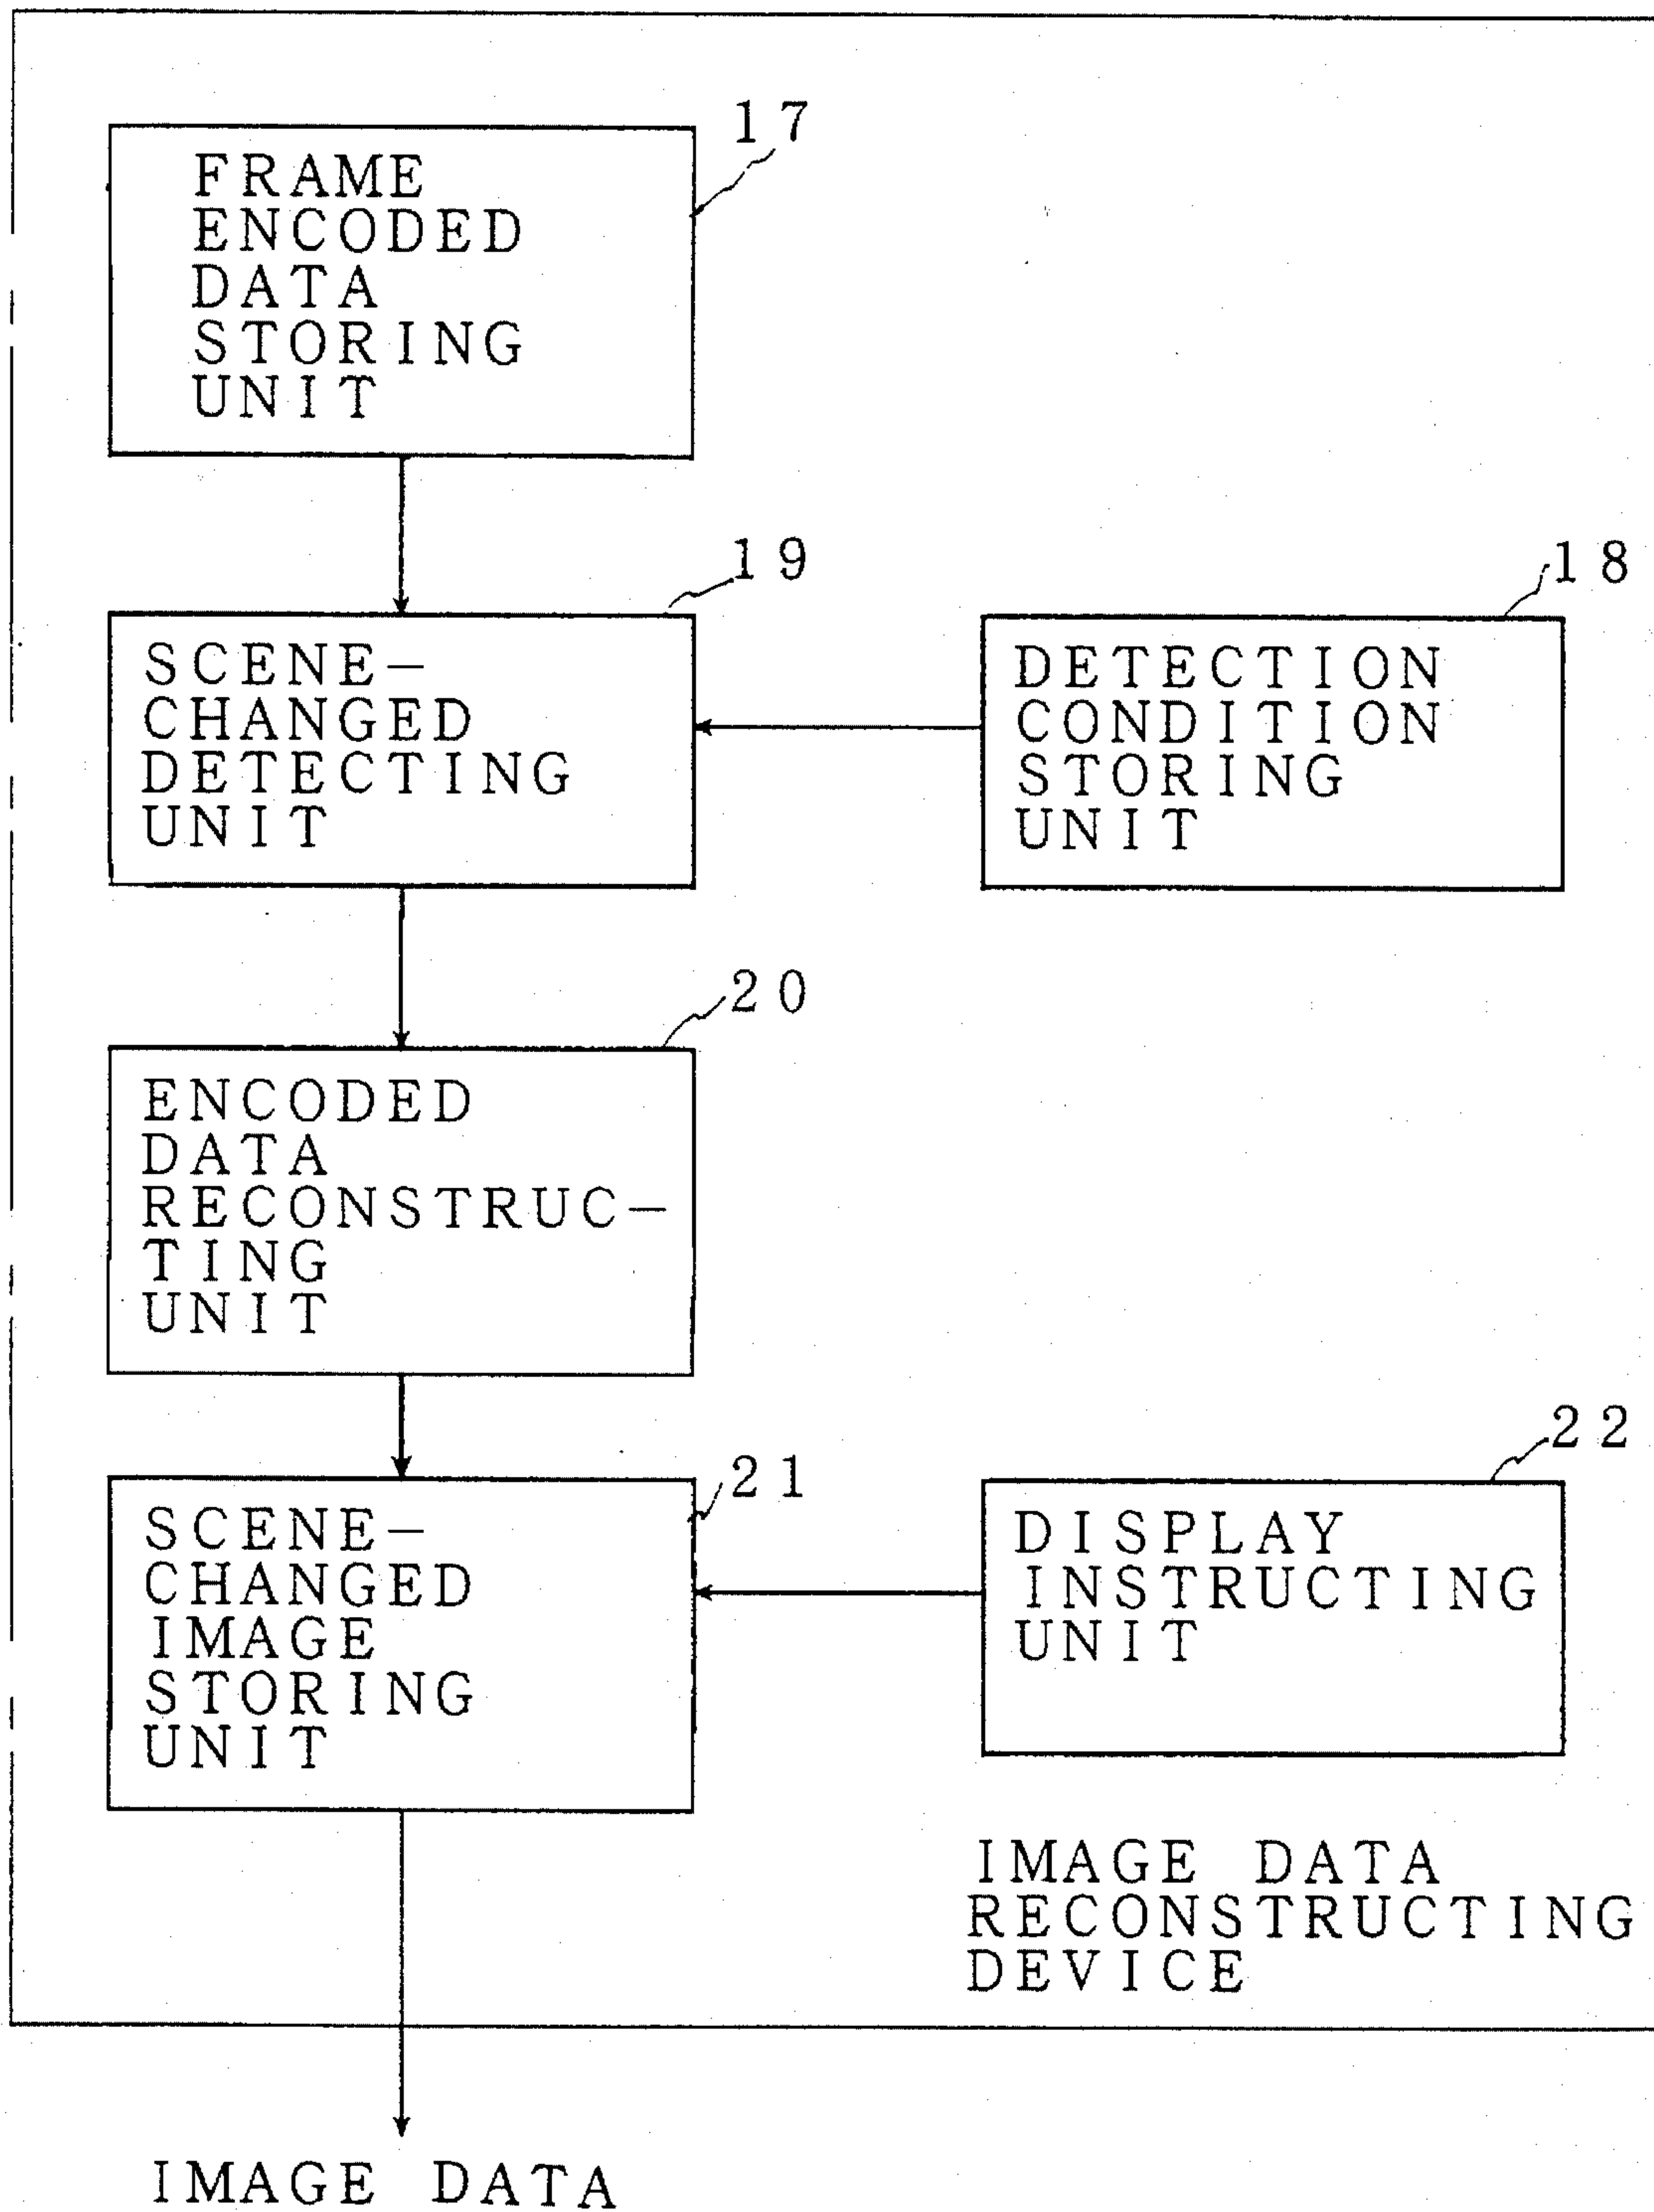 17
FRAME
ENCODED
DATA
STORING
UNIT
19
SCENE-
CHANGED
DETECTING
UNIT
18
DETECTION
CONDITION
STORING
UNIT
20
ENCODED
DATA
RECONSTRUC-
TING
UNIT
21
SCENE-
CHANGED
IMAGE
STORING
UNIT
22
DISPLAY
INSTRUCTING
UNIT
IMAGE DATA
RECONSTRUCTING
DEVICE
IMAGE DATA